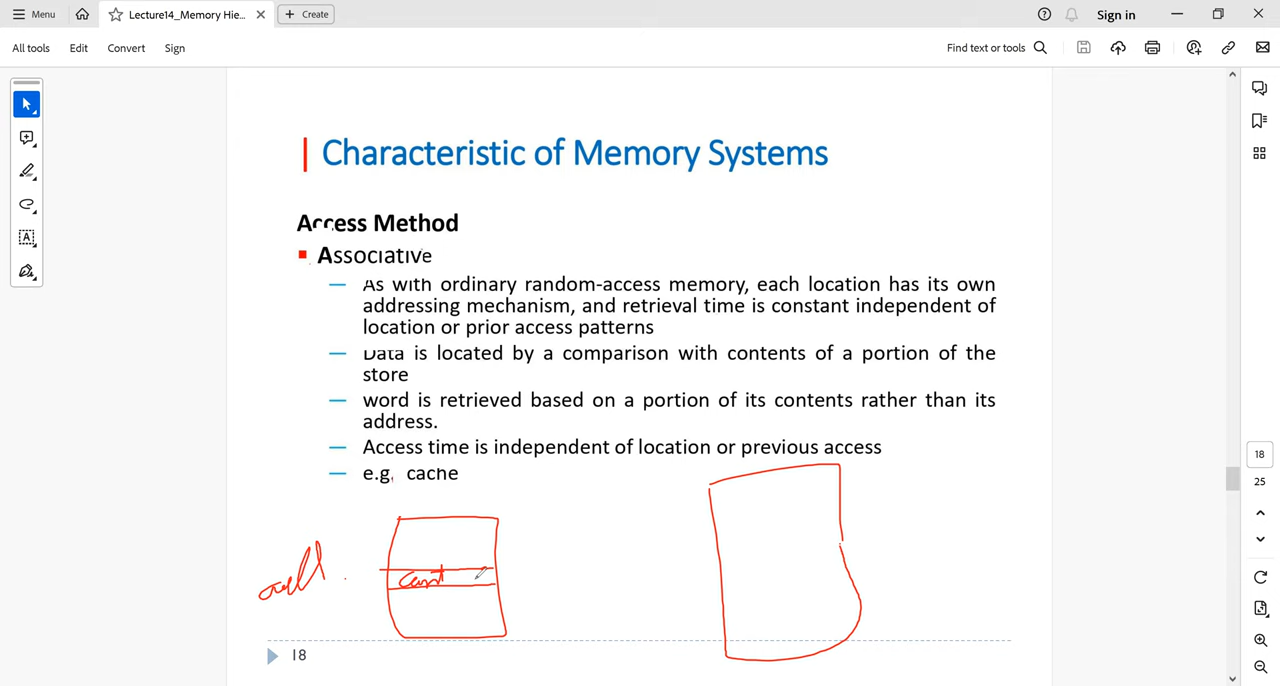 Menu
Lecture14_Memory Hie...
Create
Sign in
All tools
Edit
Convert
Sign
Find text or tools
Characteristic of Memory Systems
Access Method
Associative
As with ordinary random-access memory, each location has its own
addressing mechanism, and retrieval time is constant independent of
location or prior access patterns
Data is located by a comparison with contents of a portion of the
store
word is retrieved based on a portion of its contents rather than its
address.
Access time is independent of location or previous access
e.g. cache
18
18
25